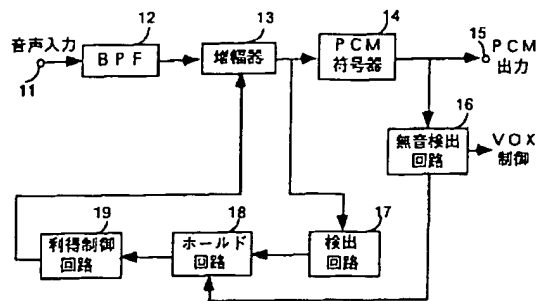 音声入力
11
12
BPF
13
増幅器
14
PCM
符号器
15
PCM
出力
16
無音検出
回路
VOX
制御
19
利得制御
回路
18
ホールド
回路
17
検出
回路